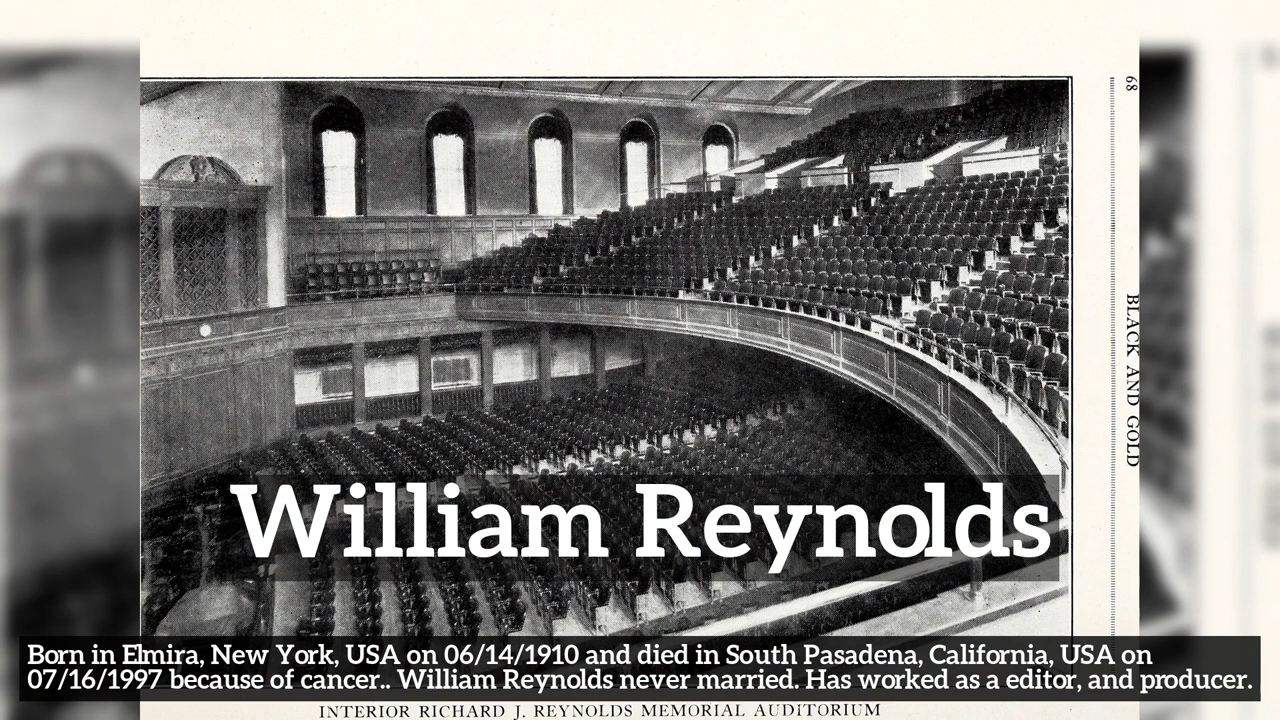 68
BLACK AND GOLD
William Reynolds
Born in Elmira, New York, USA on 06/14/1910 and died in South Pasadena, California, USA on
07/16/1997 because of cancer.. William Reynolds never married. Has worked as a editor, and producer.
INTERIOR RICHARD J. REYNOLDS MEMORIAL AUDITORIUM